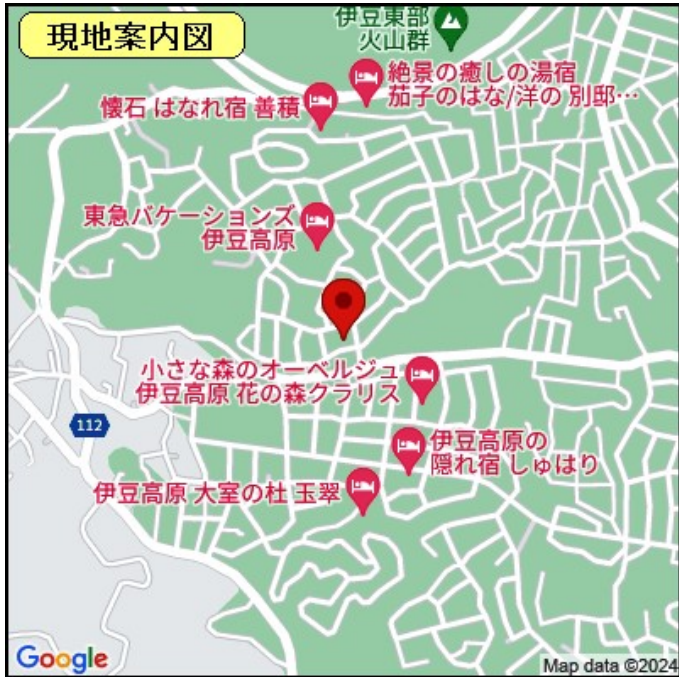 現地案内図
伊豆東部
火山群
絶景の癒しの湯宿
茄子のはな/洋の 別邸…
懐石 はなれ宿 善積
東急バケーションズ
伊豆高原
小さな森のオーベルジュ
伊豆高原 花の森クラリス
112
伊豆高原の
隠れ宿 しゅはり
伊豆高原 大室の杜 玉翠
Google
Map data ©2024